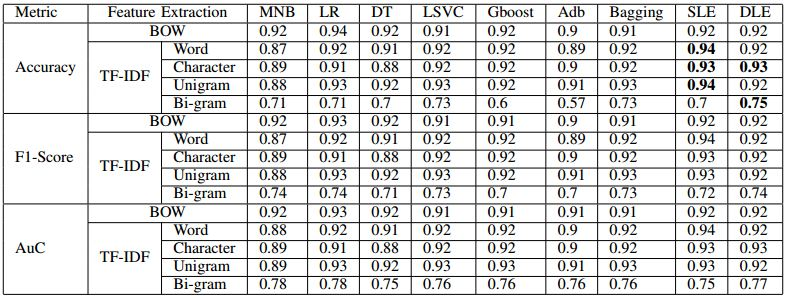 Metric Feature Extraction MNB LR DT LSVC Gboost Adb Bagging SLE DLE
Accuracy BOW 0.92 0.94 0.92 0.91 0.92 0.9 0.91 0.92 0.92
TF-IDF Word 0.87 0.92 0.91 0.92 0.92 0.89 0.92 0.94 0.92
Character 0.89 0.91 0.88 0.92 0.92 0.9 0.92 0.93 0.93
Unigram 0.88 0.93 0.92 0.93 0.92 0.91 0.93 0.94 0.92
Bi-gram 0.71 0.71 0.7 0.73 0.6 0.57 0.73 0.7 0.75
F1-Score BOW 0.92 0.93 0.92 0.91 0.91 0.9 0.91 0.92 0.92
TF-IDF Word 0.87 0.92 0.91 0.92 0.92 0.89 0.92 0.94 0.92
Character 0.89 0.91 0.88 0.92 0.92 0.9 0.92 0.93 0.92
Unigram 0.88 0.93 0.92 0.93 0.92 0.91 0.93 0.93 0.92
Bi-gram 0.74 0.74 0.71 0.73 0.7 0.7 0.73 0.72 0.74
AuC BOW 0.92 0.93 0.92 0.91 0.91 0.91 0.91 0.92 0.92
TF-IDF Word 0.88 0.92 0.91 0.92 0.92 0.9 0.92 0.94 0.92
Character 0.89 0.91 0.88 0.92 0.92 0.9 0.92 0.93 0.93
Unigram 0.89 0.93 0.92 0.93 0.93 0.91 0.93 0.93 0.92
Bi-gram 0.78 0.78 0.75 0.76 0.76 0.76 0.76 0.75 0.77